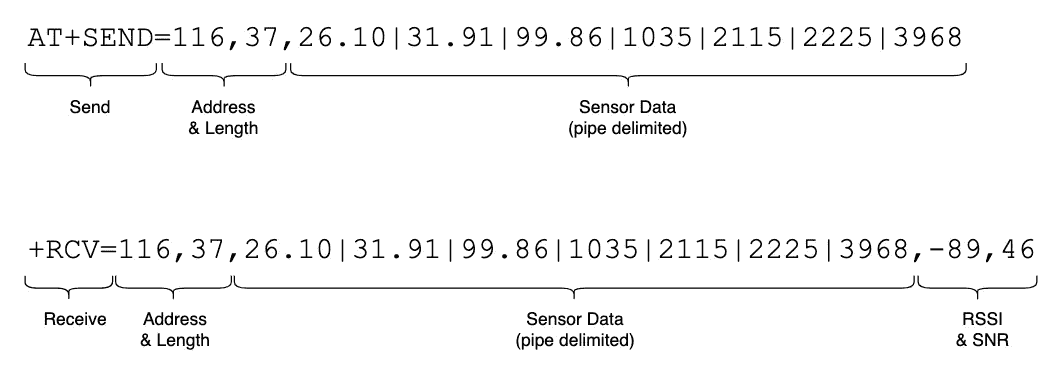 AT+SEND=116,37,26.10|31.91|99.86|1035|2115|2225|3968
Send
Address
& Length
Sensor Data
(pipe delimited)
+RCV=116,37,26.10|31.91|99.86|1035|2115|2225|3968,-89,46
Receive
Address
& Length
Sensor Data
(pipe delimited)
RSSI
& SNR